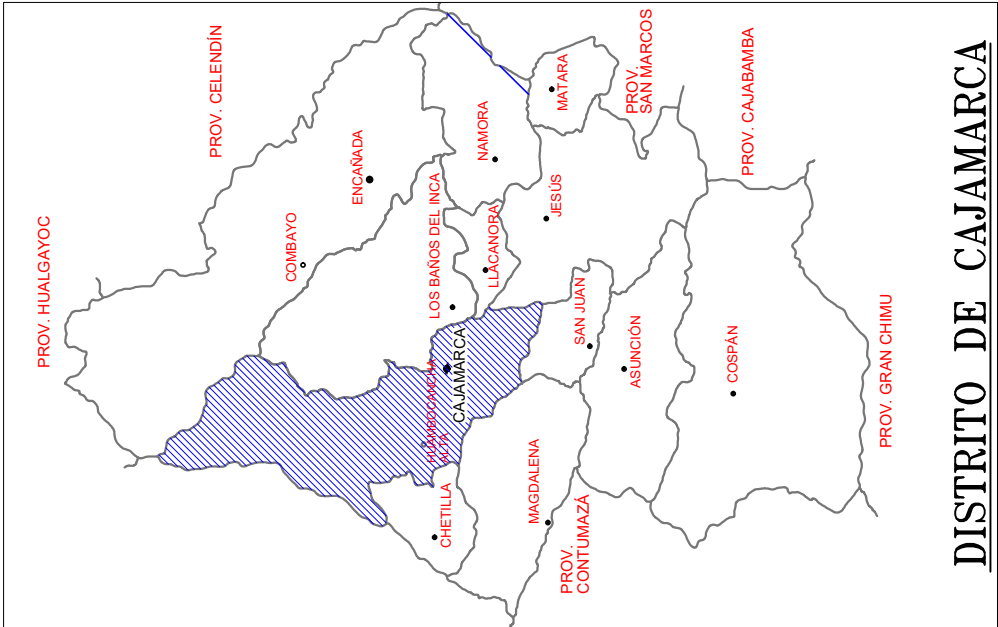 PROV. HUALGAYOC
PROV. CELENDÍN
COMBAYO
ENCAÑADA
LOS BAÑOS DEL INCA
NAMORA
LLACANORA
MATARA
PROV.
SAN MARCOS
HUAMBOCANCHA
ALTA
CAJAMARCA
CHETILLA
JESÚS
SAN JUAN
MAGDALENA
ASUNCIÓN
PROV.
CONTUMAZÁ
COSPÁN
PROV. CAJABAMBA
PROV. GRAN CHIMU
DISTRITO DE CAJAMARCA